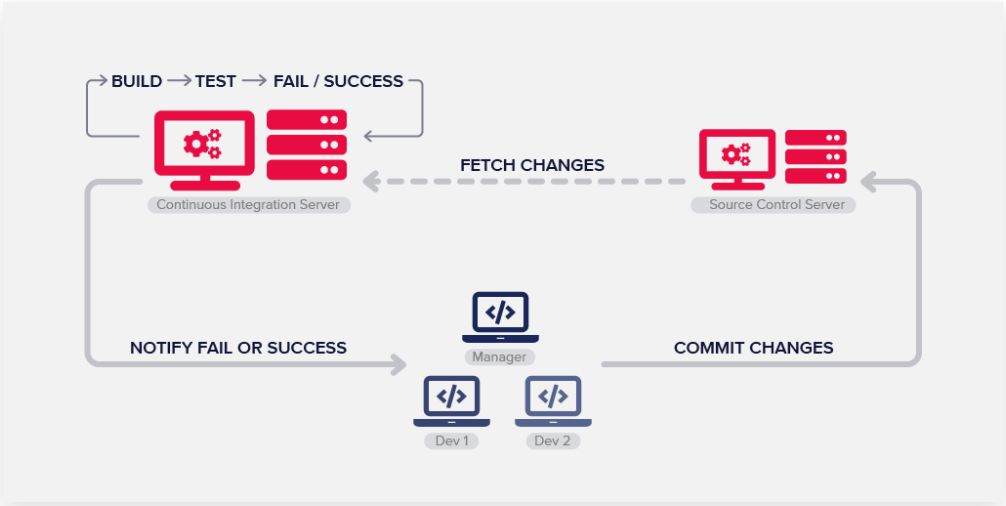 BUILD → TEST → FAIL / SUCCESS
FETCH CHANGES
Continuous Integration Server
Source Control Server
</>
NOTIFY FAIL OR SUCCESS
COMMIT CHANGES
Manager
</>
</>
Dev 1
Dev 2